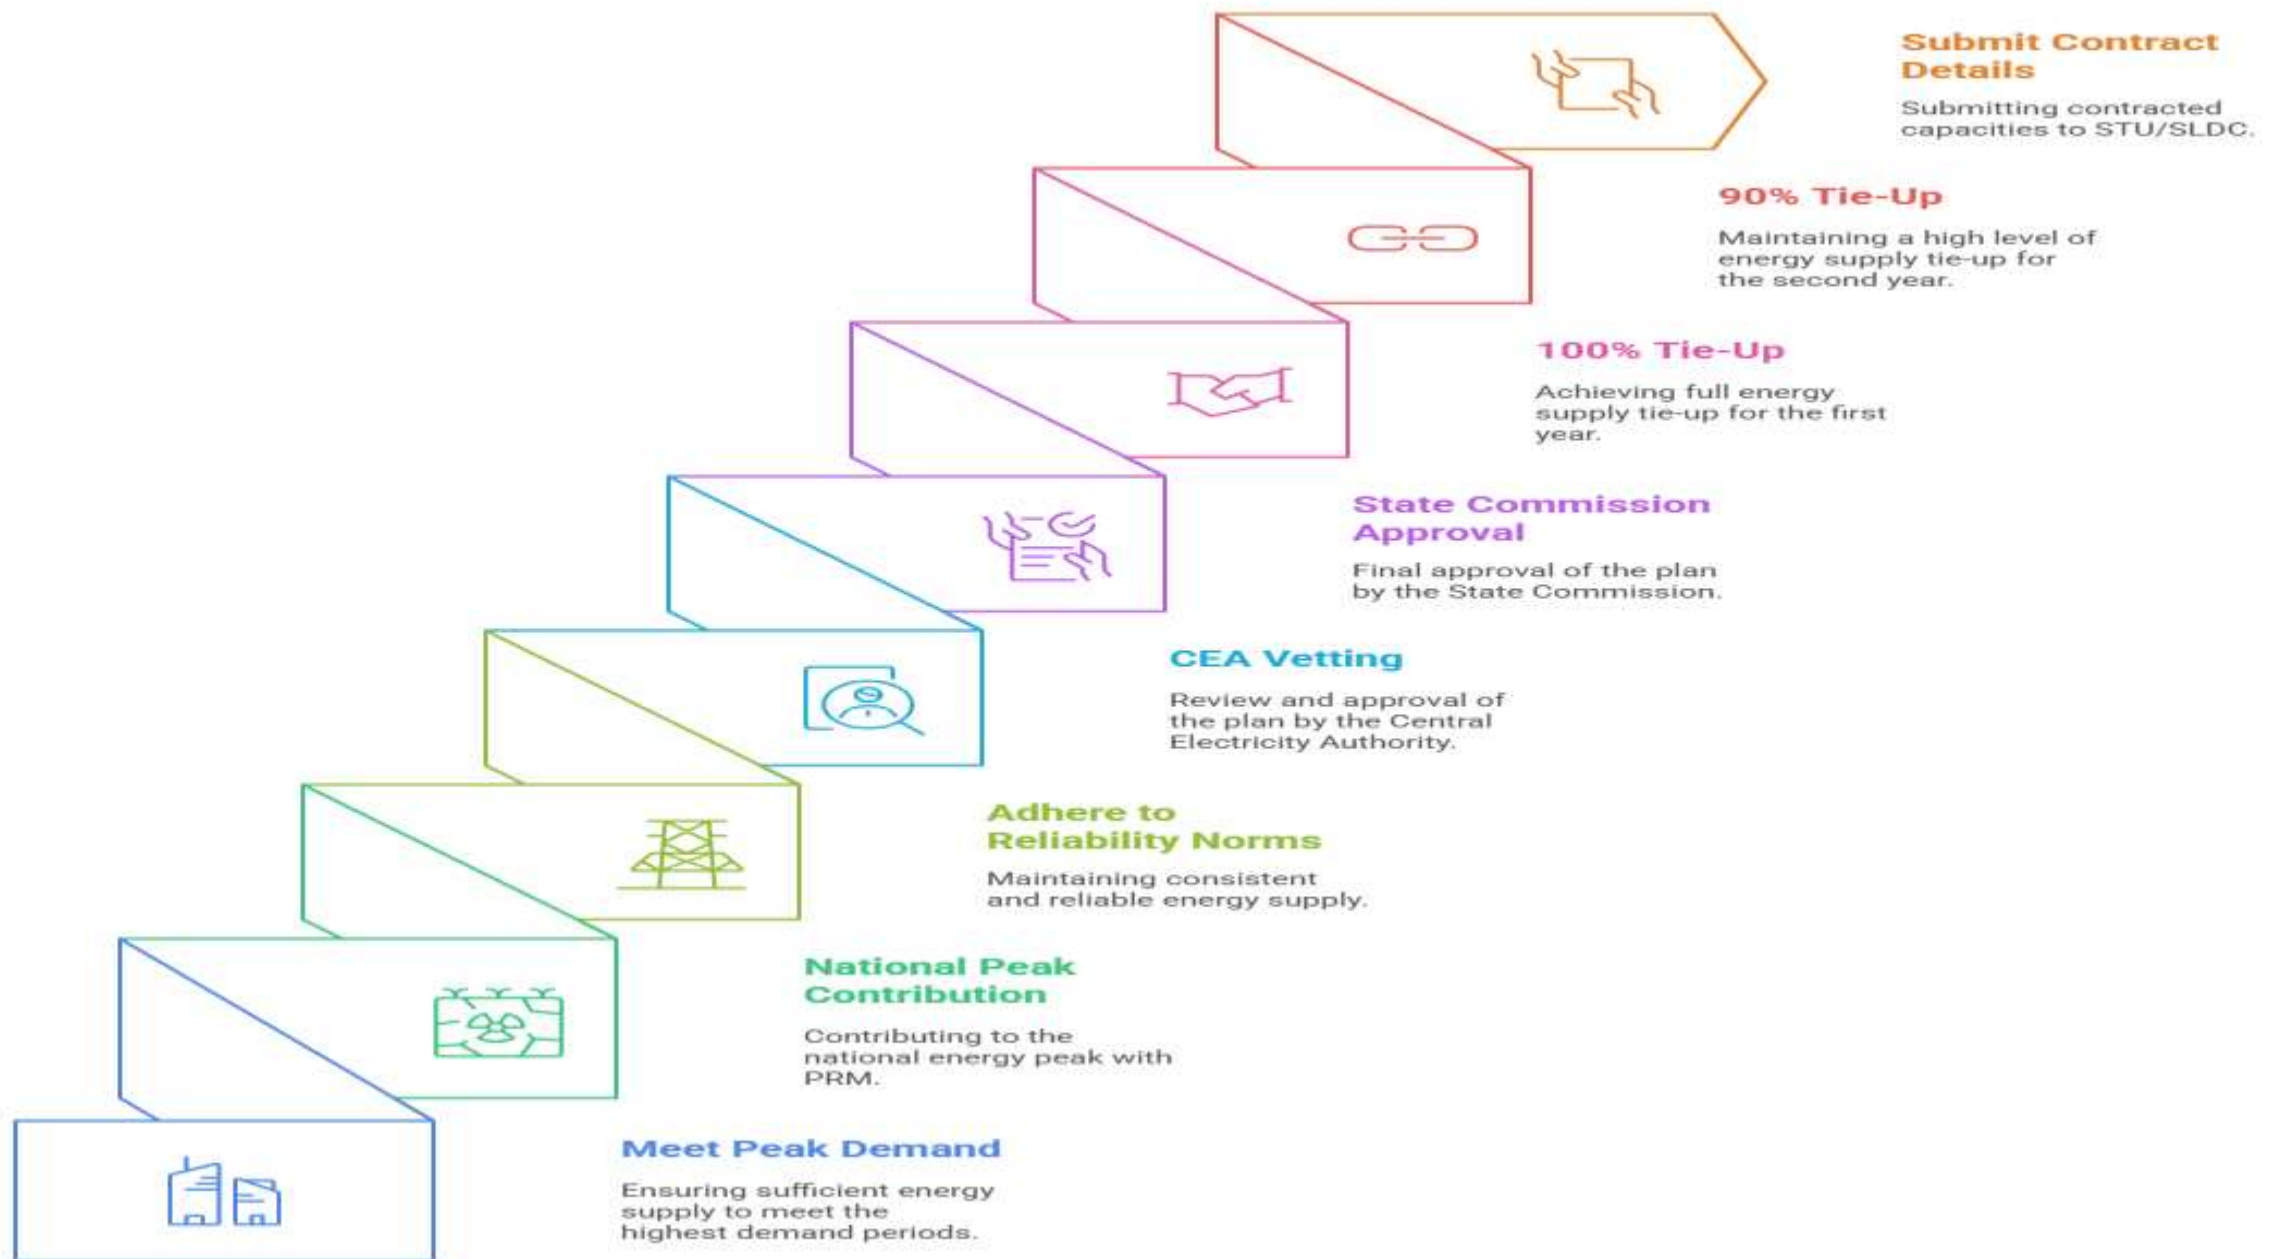 Submit Contract
Details
Submitting contracted
capacities to STU/SLDC.
90% Tie-Up
Maintaining a high level of
energy supply tie-up for
the second year.
100% Tie-Up
Achieving full energy
supply tie-up for the first
year.
State Commission
Approval
Final approval of the plan
by the State Commission.
CEA Vetting
Review and approval of
the plan by the Central
Electricity Authority.
Adhere to
Reliability Norms
Maintaining consistent
and reliable energy supply.
National Peak
Contribution
Contributing to the
national energy peak with
PRM.
Meet Peak Demand
Ensuring sufficient energy
supply to meet the
highest demand periods.